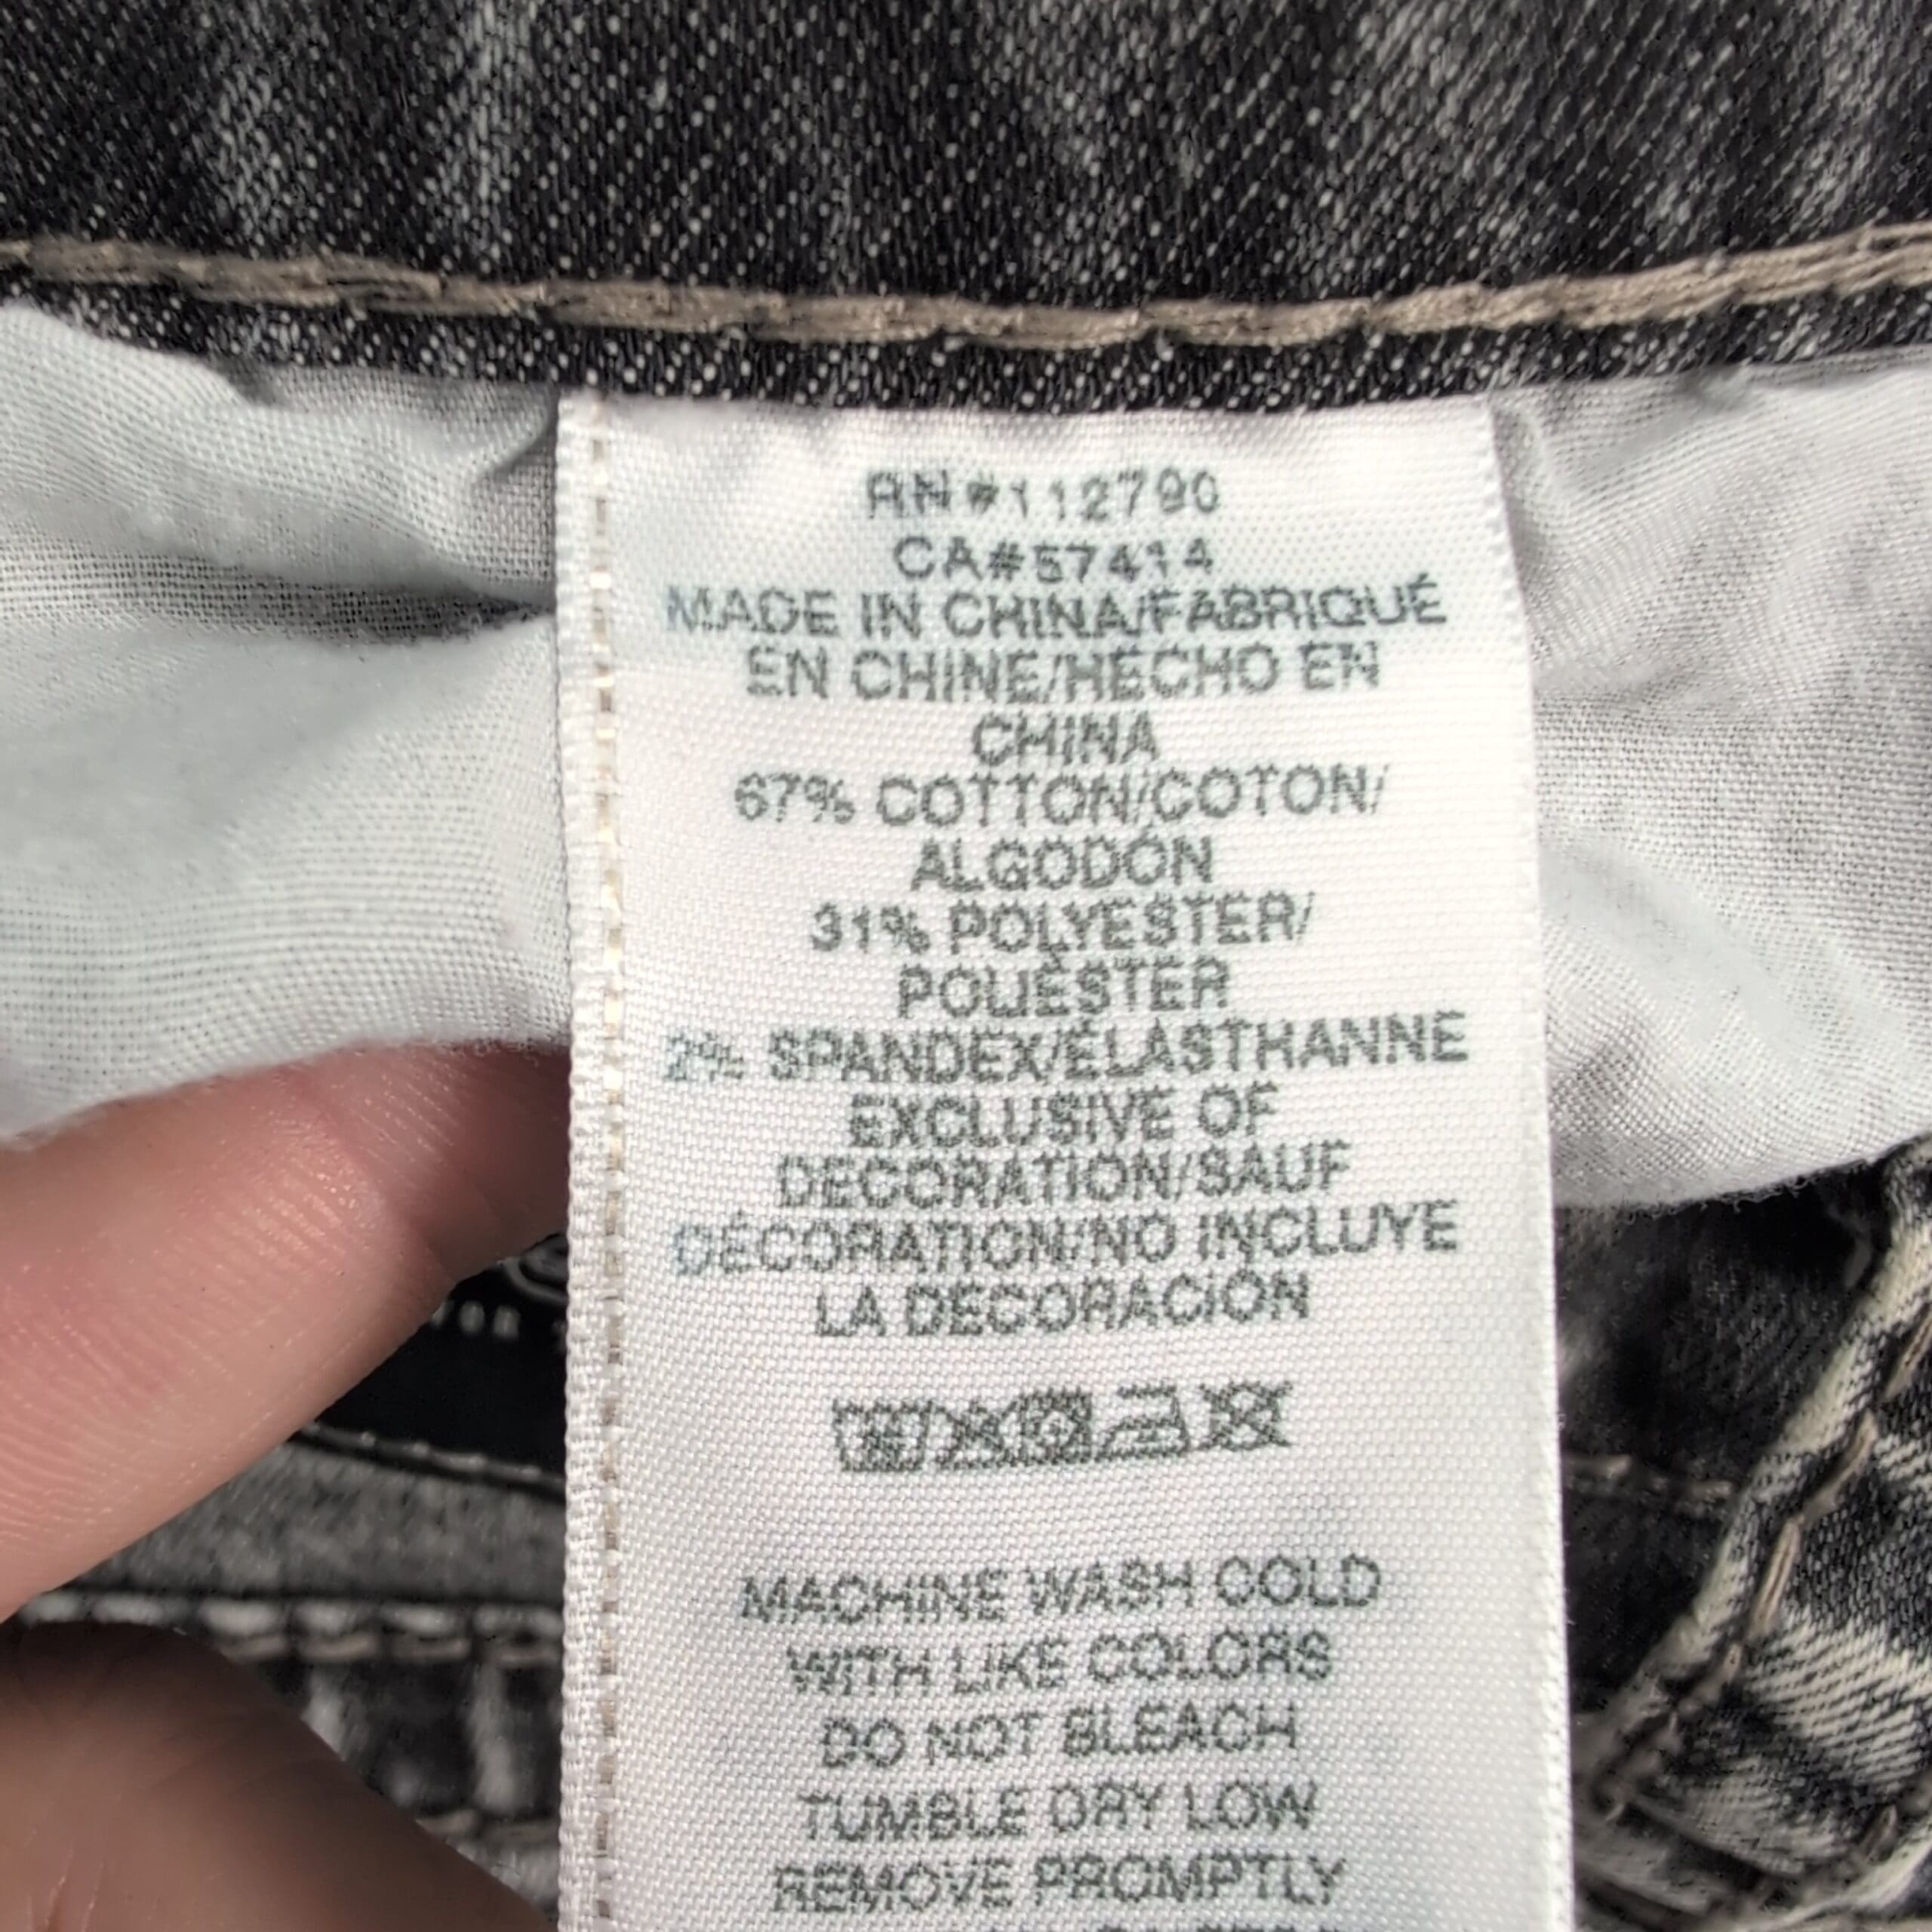 RN#112790
CA#57414
MADE IN CHINA/FABRIQUÉ
EN CHINE/HECHO EN
CHINA
67% COTTON/COTON/
ALGODÓN
31% POLYESTER/
POLIÉSTER
2% SPANDEX/ÉLASTHANNE
EXCLUSIVE OF
DECORATION/SAUF
DÉCORATION/NO INCLUYE
LA DECORACIÓN
MACHINE WASH COLD
WITH LIKE COLORS
DO NOT BLEACH
TUMBLE DRY LOW
REMOVE PROMPTLY